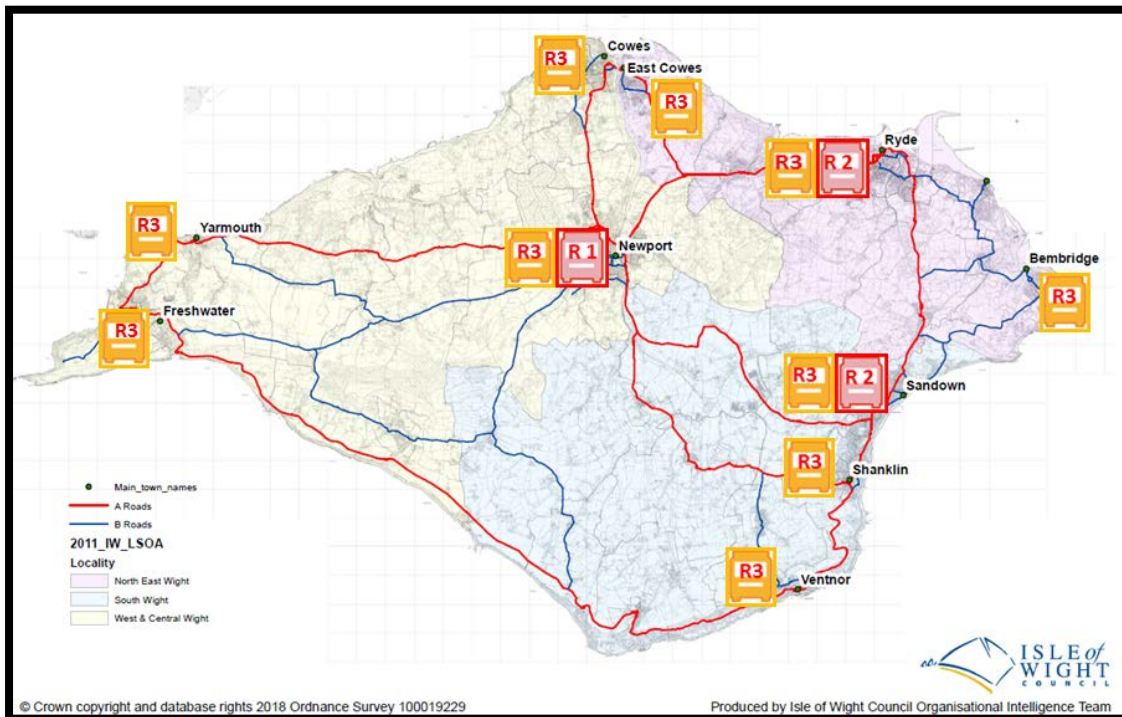 Cowes
R3
East Cowes
R3
Ryde
R3
R 2
R3
Yarmouth
R3
R 1
Newport
Bembridge
R3
Freshwater
R3
R3
R 2
Sandown
R3
Shanklin
R3
Ventnor
Main_town_names
A Roads
B Roads
2011_IW_LSOA
Locality
North East Wight
South Wight
West & Central Wight
ISLE of
WIGHT
COUNCIL
© Crown copyright and database rights 2018 Ordnance Survey 100019229
Produced by Isle of Wight Council Organisational Intelligence Team